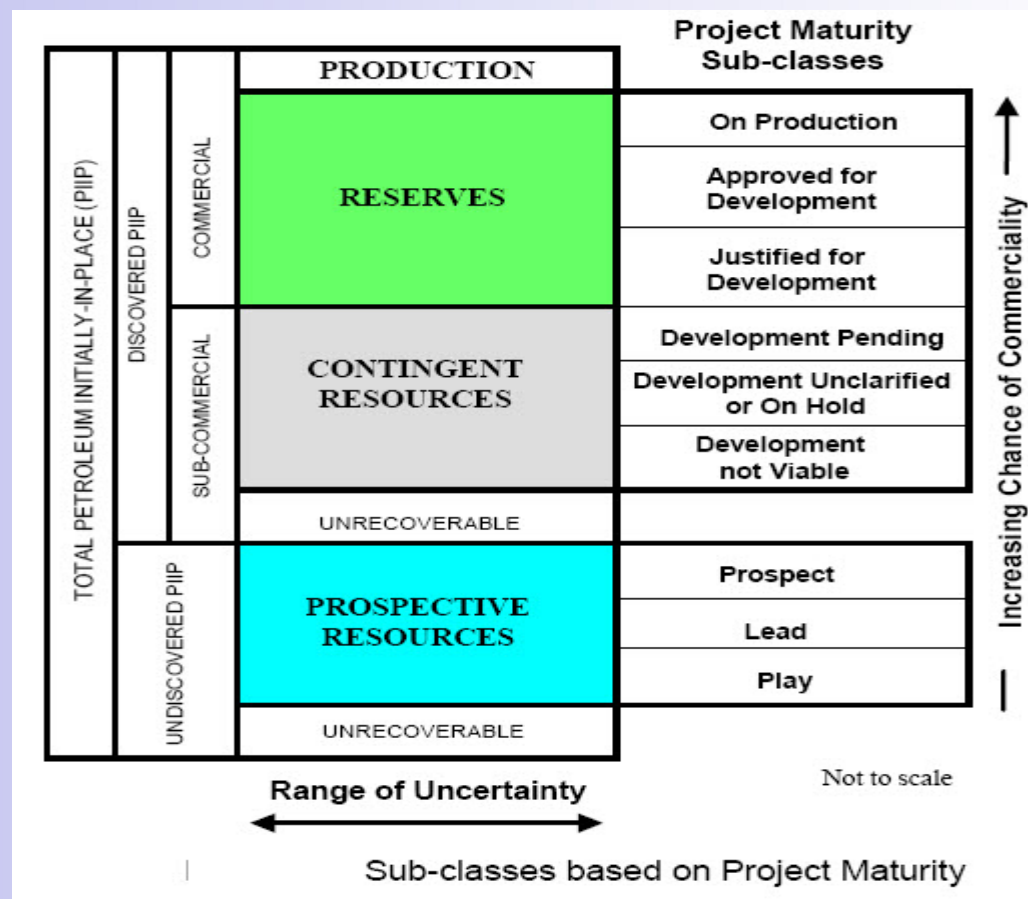 Project Maturity
Sub-classes
TOTAL PETROLEUM INITIALLY-IN-PLACE (PIIP)
DISCOVERED PIIP
COMMERCIAL
PRODUCTION
RESERVES
On Production
Approved for
Development
Justified for
Development
SUB-COMMERCIAL
CONTINGENT
RESOURCES
Development Pending
Development Unclarified
or On Hold
Development
not Viable
UNRECOVERABLE
UNDISCOVERED PIIP
PROSPECTIVE
RESOURCES
Prospect
Lead
Play
UNRECOVERABLE
Increasing Chance of Commerciality
Range of Uncertainty
Not to scale
Sub-classes based on Project Maturity